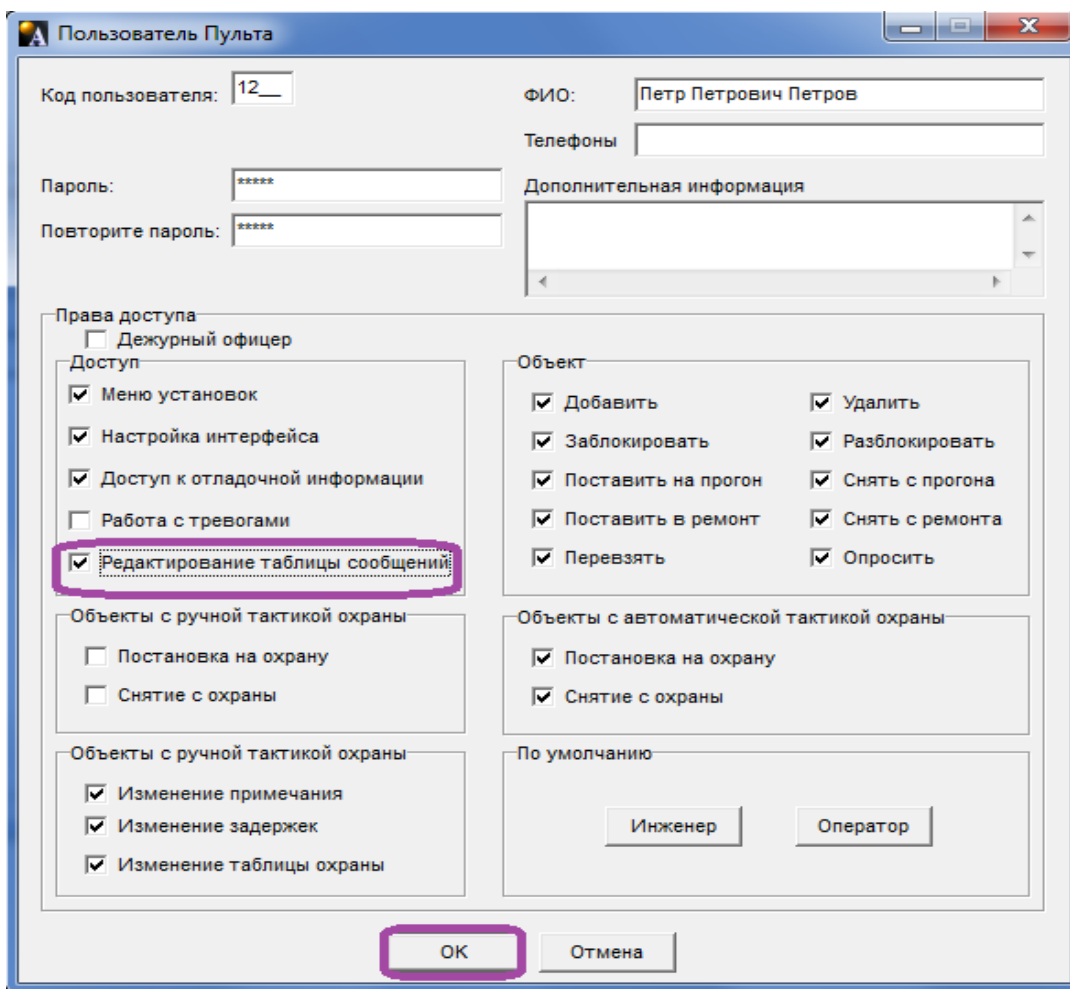 Пользователь Пульта
Код пользователя: 12__
ФИО: Петр Петрович Петров
Телефоны
Пароль: *****
Дополнительная информация
Повторите пароль: *****
Права доступа
Дежурный офицер
Доступ
Меню установок
Настройка интерфейса
Доступ к отладочной информации
Работа с тревогами
Редактирование таблицы сообщений
Объект
Добавить Удалить
Заблокировать Разблокировать
Поставить на прогон Снять с прогона
Поставить в ремонт Снять с ремонта
Перевзять Опросить
Объекты с ручной тактикой охраны
Постановка на охрану
Снятие с охраны
Объекты с автоматической тактикой охраны
Постановка на охрану
Снятие с охраны
Объекты с ручной тактикой охраны
Изменение примечания
Изменение задержек
Изменение таблицы охраны
По умолчанию
Инженер Оператор
OK Отмена